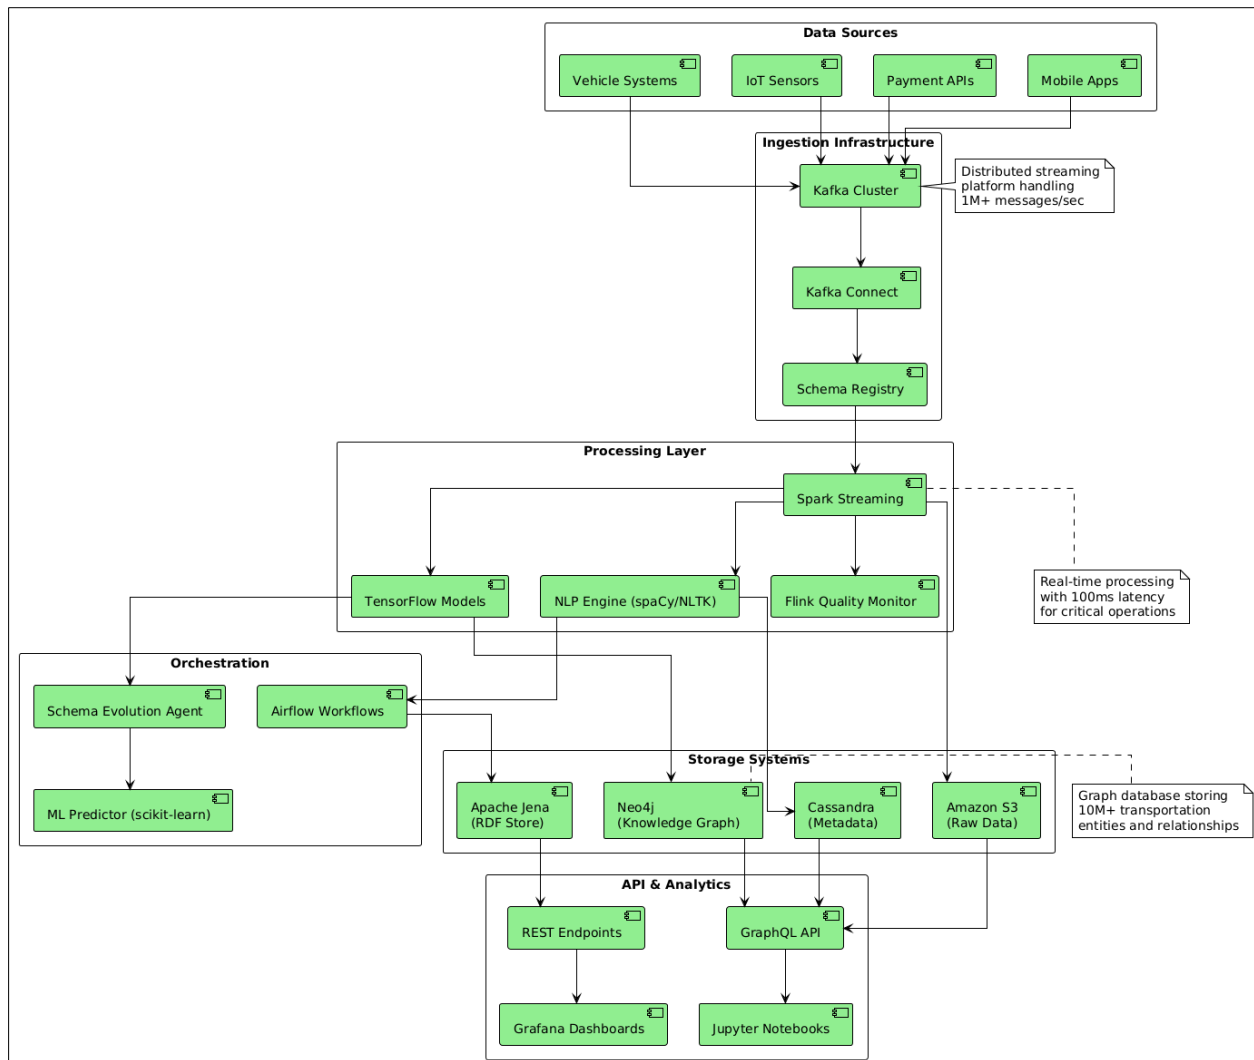 Data Sources
Vehicle Systems
IoT Sensors
Payment APIs
Mobile Apps
Ingestion Infrastructure
Kafka Cluster
Distributed streaming
platform handling
1M+ messages/sec
Kafka Connect
Schema Registry
Processing Layer
Spark Streaming
TensorFlow Models
NLP Engine (spaCy/NLTK)
Flink Quality Monitor
Real-time processing
with 100ms latency
for critical operations
Orchestration
Schema Evolution Agent
Airflow Workflows
ML Predictor (scikit-learn)
Storage Systems
Apache Jena
(RDF Store)
Neo4j
(Knowledge Graph)
Cassandra
(Metadata)
Amazon S3
(Raw Data)
Graph database storing
10M+ transportation
entities and relationships
API & Analytics
REST Endpoints
GraphQL API
Grafana Dashboards
Jupyter Notebooks